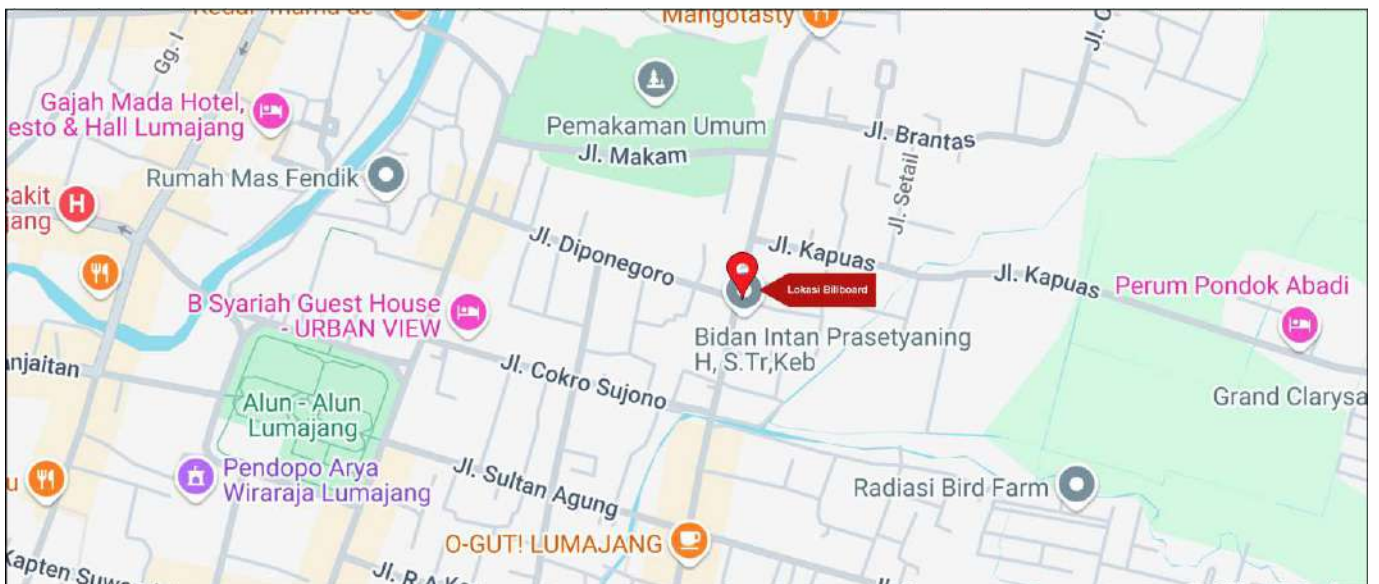 Mangotasty
Gg. I
Gajah Mada Hotel,
esto & Hall Lumajang
Pemakaman Umum
Jl. Makam
Jl. Brantas
Jl. Setail
Rumah Mas Fendik
H
akit
jang
Jl. Diponegoro
Jl. Kapuas
Jl. Kapuas
Lokasi Billboard
Perum Pondok Abadi
B Syariah Guest House
- URBAN VIEW
Bidan Intan Prasetyaning
H, S.Tr,Keb
anjaitan
Jl. Cokro Sujono
Grand Clarysa
Alun - Alun
Lumajang
Pendopo Arya
Wiraraja Lumajang
Jl. Sultan Agung
Radiasi Bird Farm
u
O-GUT! LUMAJANG
Kapten